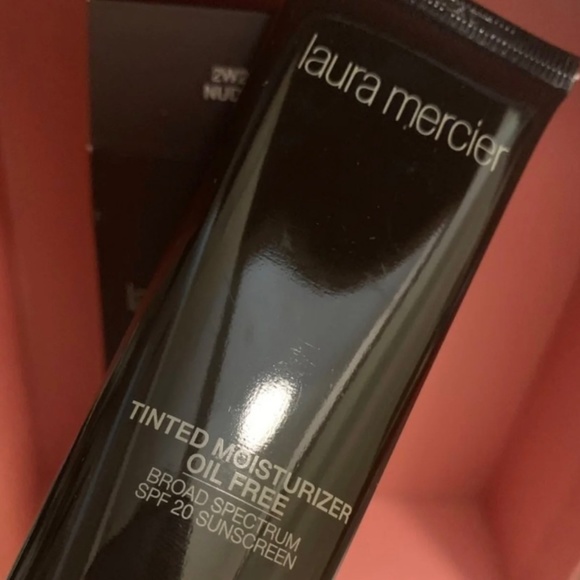 laura mercier
TINTED MOISTURIZER
OIL FREE
BROAD SPECTRUM
SPF 20 SUNSCREEN